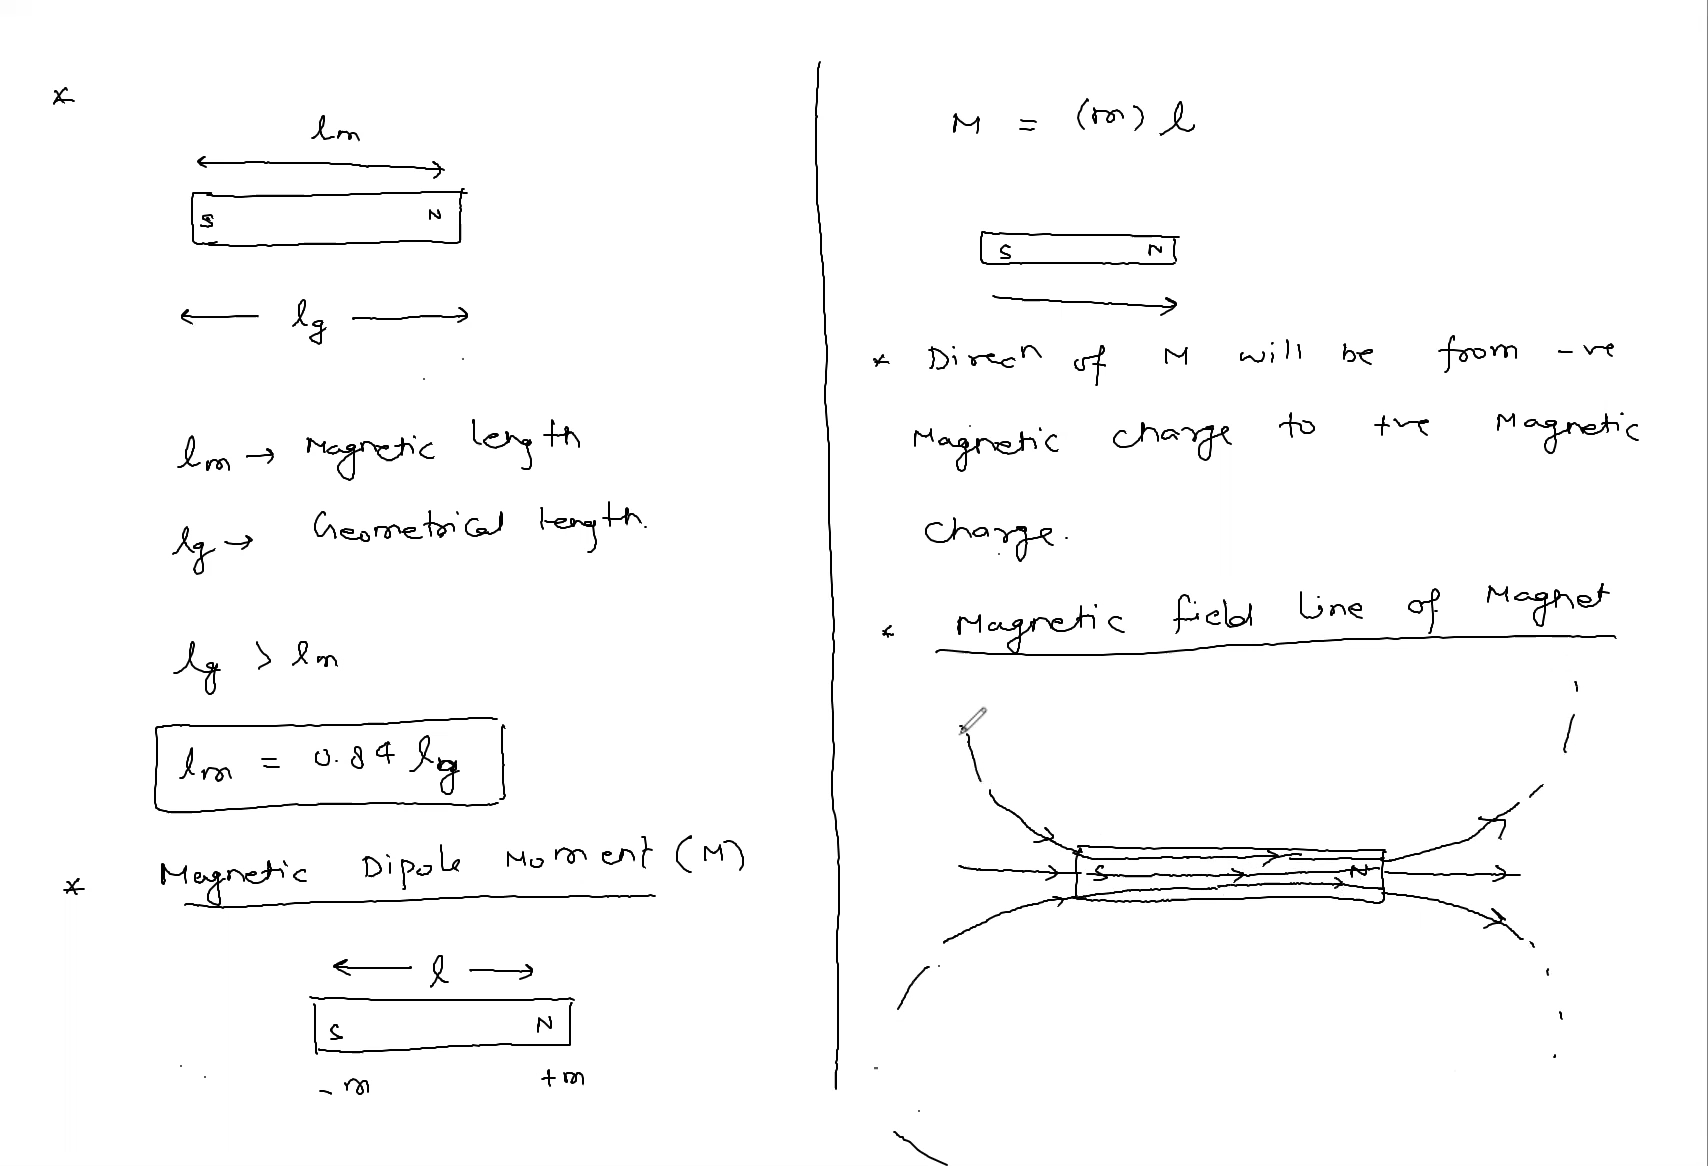 *
lm
S N
lg
lm → Magnetic length
lg → Geometrical length.
lg > lm
lm = 0.84 lg
* Magnetic Dipole Moment (M)
l
S N
-m +m
M = (m) l
S N
* Direcn of M will be from -ve
Magnetic charge to +ve Magnetic
charge.
* Magnetic field line of Magnet
S N